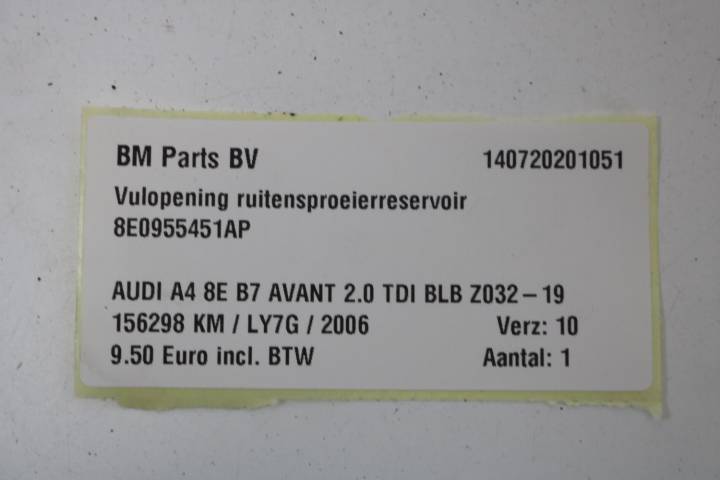 BM Parts BV 140720201051
Vulopening ruitensproeierreservoir
8E0955451AP
AUDI A4 8E B7 AVANT 2.0 TDI BLB Z032 – 19
156298 KM / LY7G / 2006 Verz: 10
9.50 Euro incl. BTW Aantal: 1